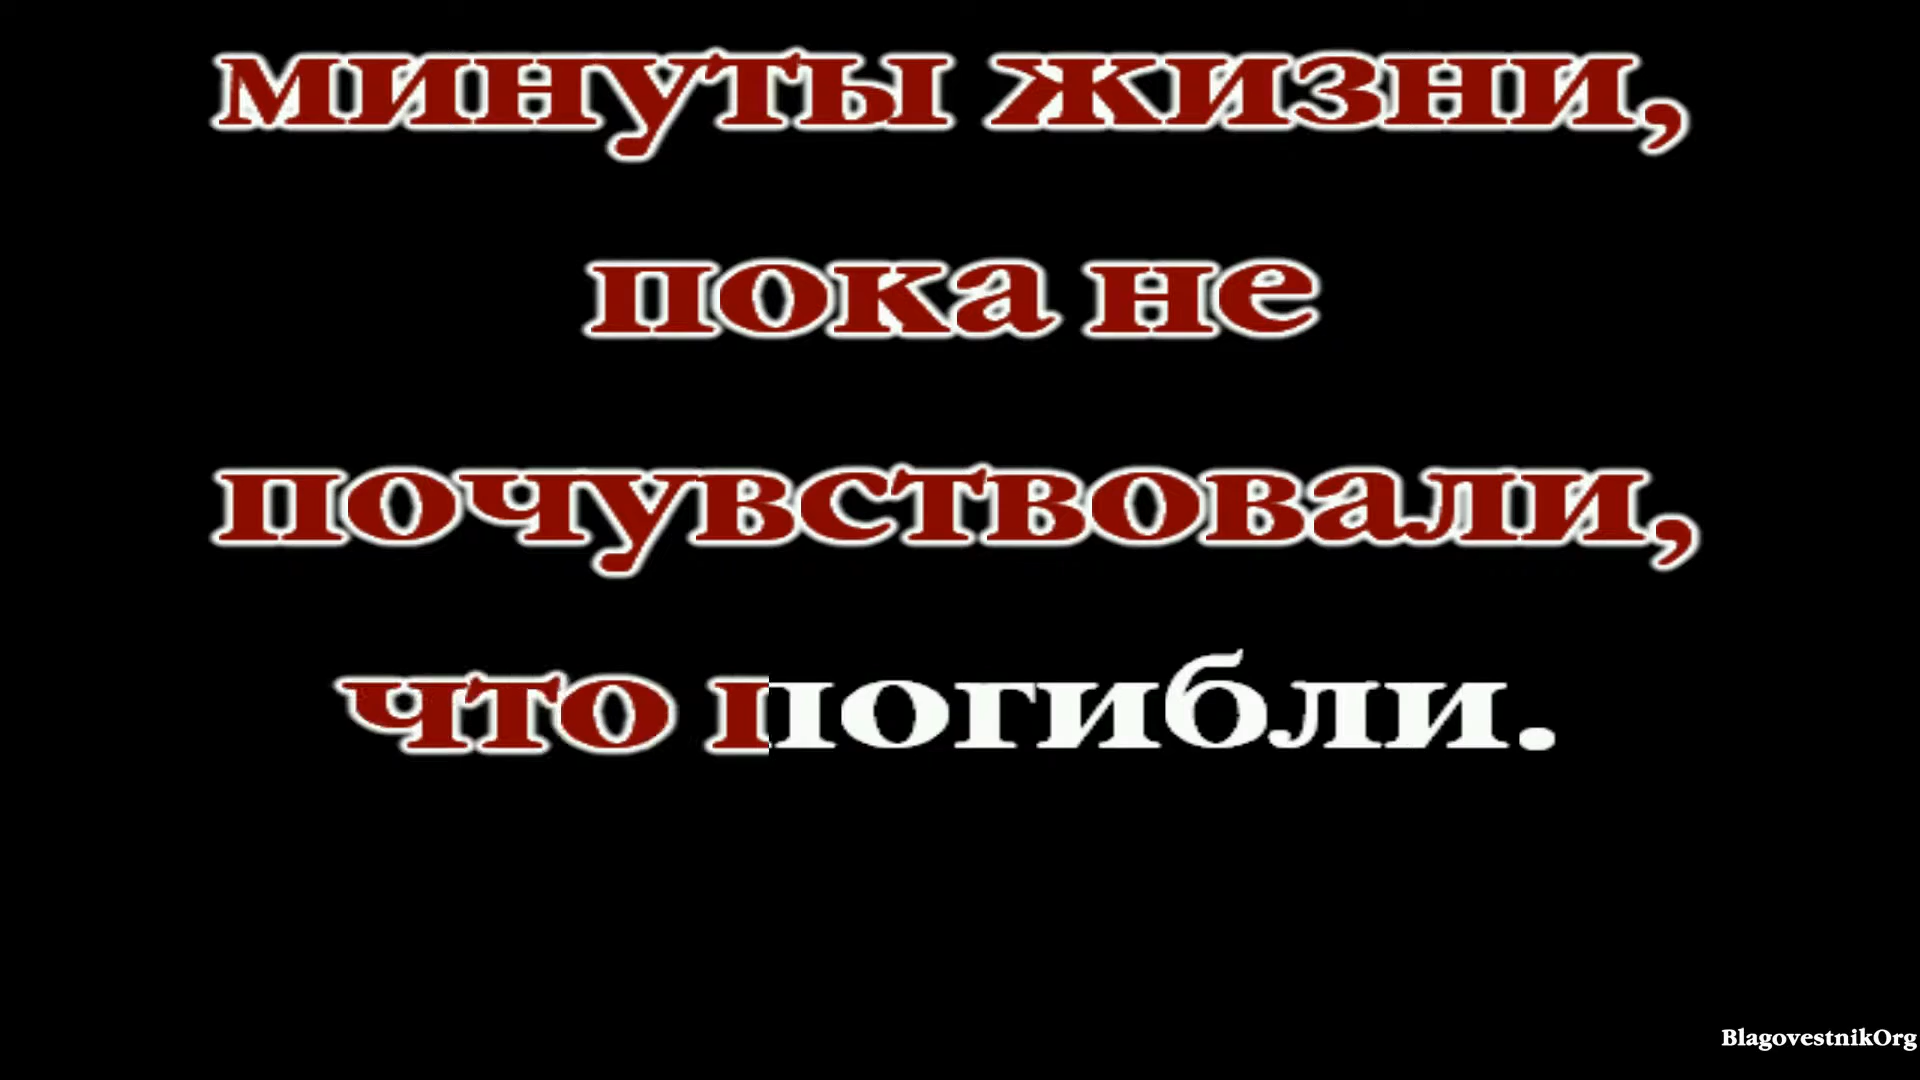 минуты жизни,
пока не
почувствовали,
что погибли.
BlagovestnikOrg